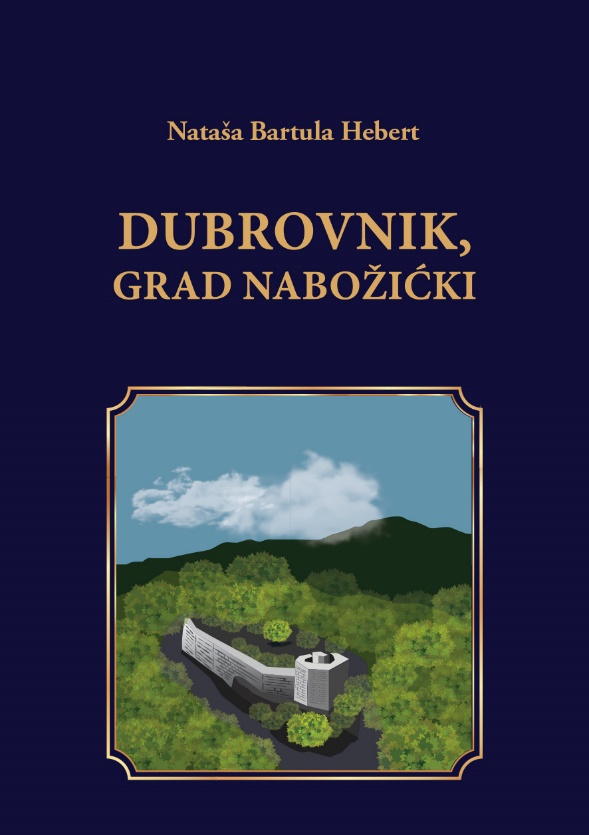 Nataša Bartula Hebert
DUBROVNIK,
GRAD NABOŽIĆKI